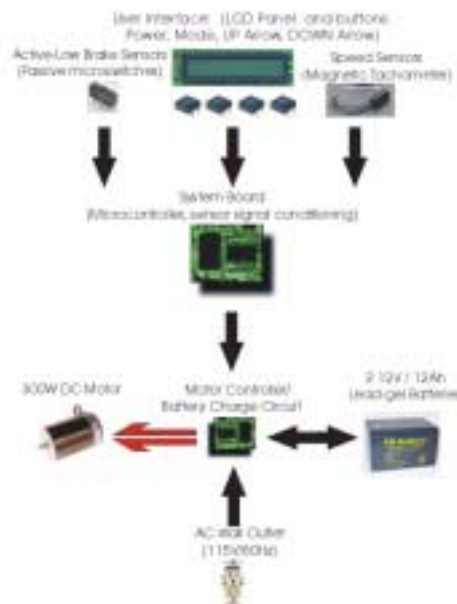 User Interface: (LCD Panel and buttons:
Power, Mode, UP Arrow, DOWN Arrow)
Active-Low Brake Sensors
(Passive microswitches)
Speed Sensors
(Magnetic Tachometer)
System Board
(Microcontroller, sensor signal conditioning)
300W DC Motor
Motor Controller/
Battery Charge Circuit
2 12V / 12Ah
Lead-gel Batteries
AC Wall Outlet
(115V/60Hz)